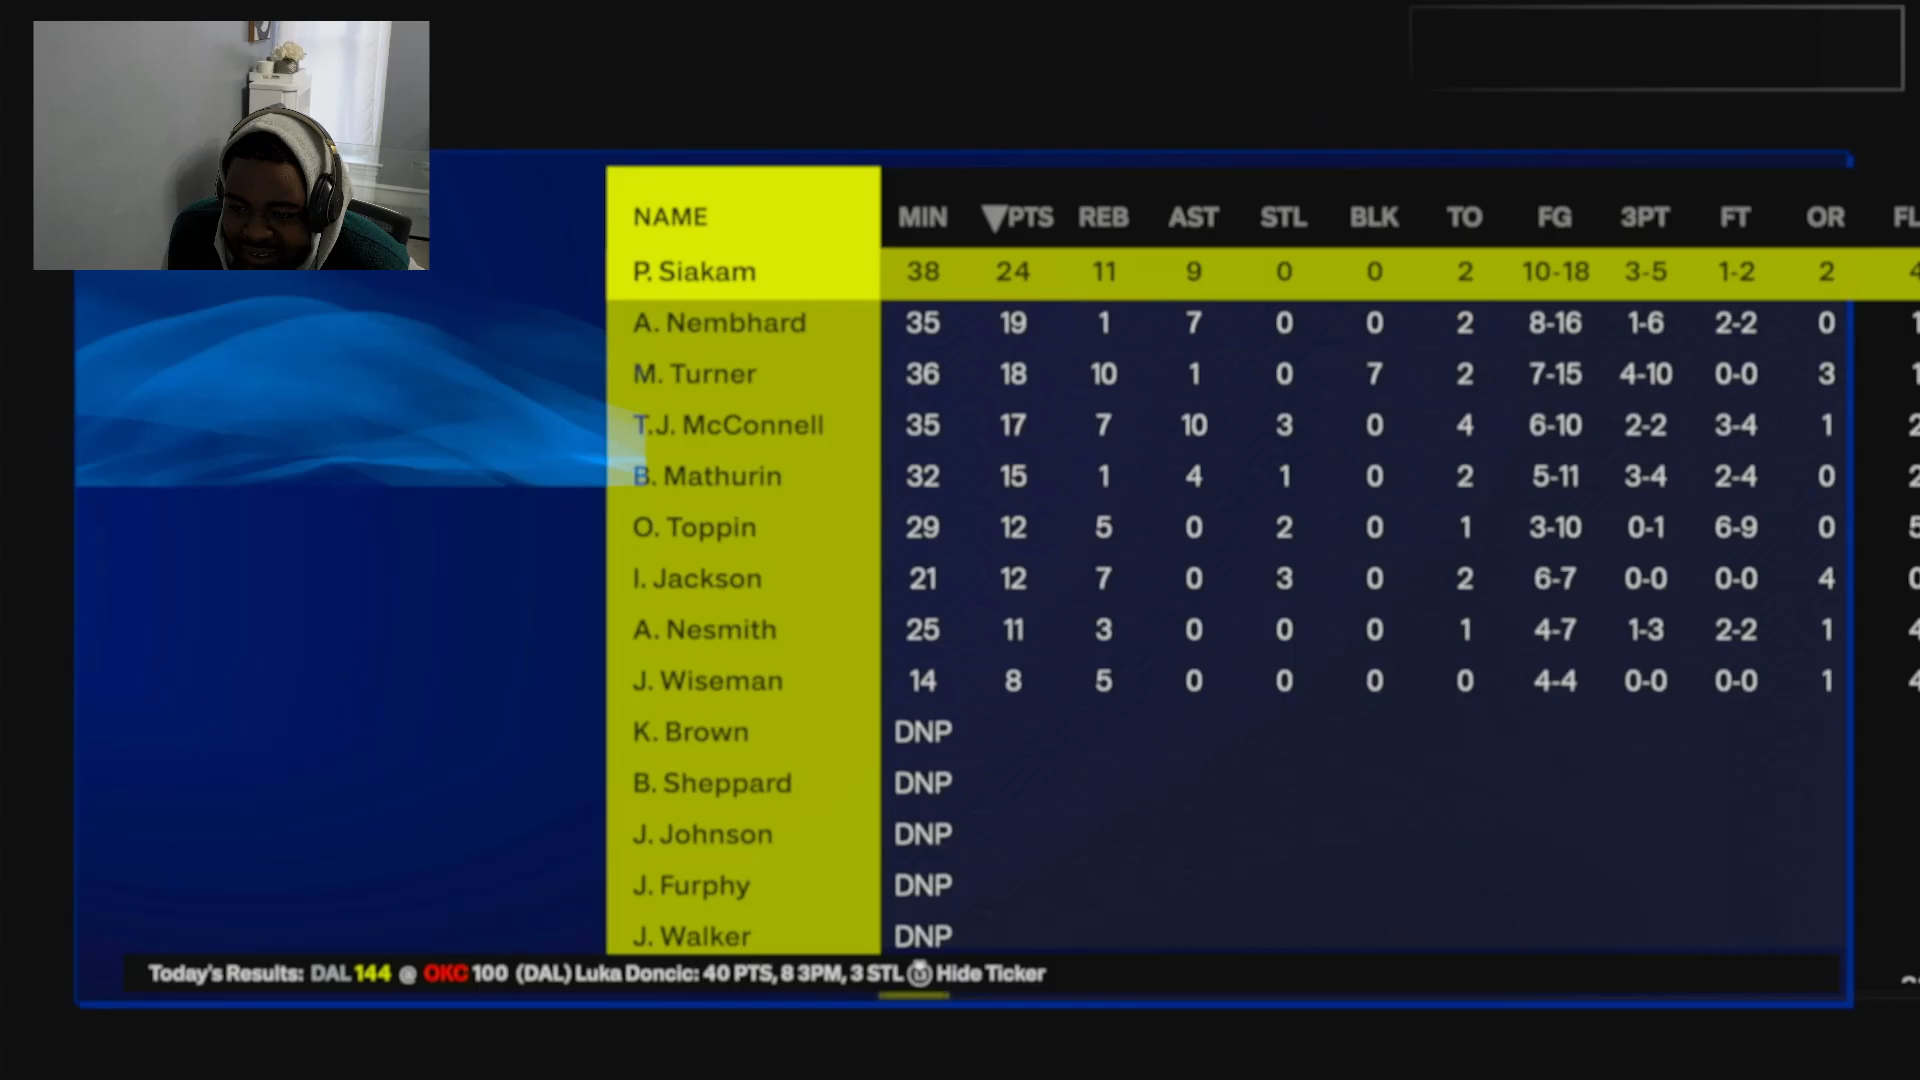 NAME MIN ▼PTS REB AST STL BLK TO FG 3PT FT OR
P. Siakam 38 24 11 9 0 0 2 10-18 3-5 1-2 2 4
A. Nembhard 35 19 1 7 0 0 2 8-16 1-6 2-2 0 1
M. Turner 36 18 10 1 0 7 2 7-15 4-10 0-0 3 1
T.J. McConnell 35 17 7 10 3 0 4 6-10 2-2 3-4 1 2
B. Mathurin 32 15 1 4 1 0 2 5-11 3-4 2-4 0 2
O. Toppin 29 12 5 0 2 0 1 3-10 0-1 6-9 0 5
I. Jackson 21 12 7 0 3 0 2 6-7 0-0 0-0 4 0
A. Nesmith 25 11 3 0 0 0 1 4-7 1-3 2-2 1 4
J. Wiseman 14 8 5 0 0 0 0 4-4 0-0 0-0 1 4
K. Brown DNP
B. Sheppard DNP
J. Johnson DNP
J. Furphy DNP
J. Walker DNP
Today's Results: DAL 144 @ OKC 100 (DAL) Luka Doncic: 40 PTS, 8 3PM, 3 STL Hide Ticker